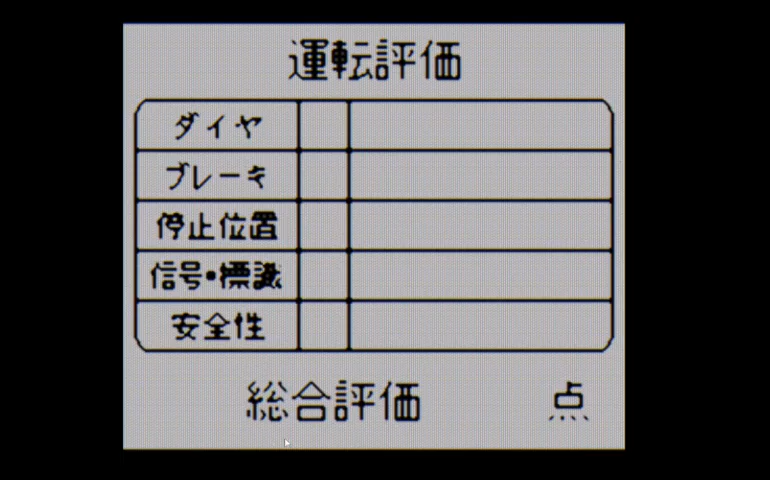 運転評価
ダイヤ
ブレーキ
停止位置
信号・標識
安全性
総合評価 点